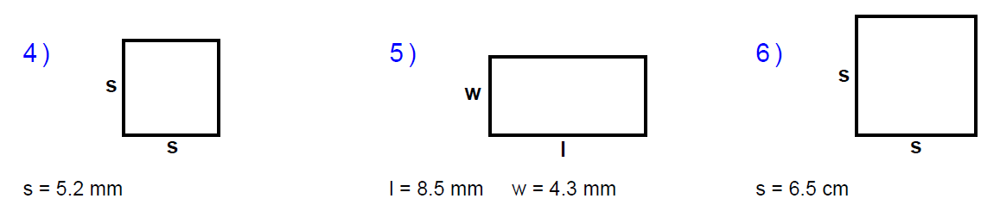 4)
s
s
s = 5.2 mm
5)
w
l
l = 8.5 mm w = 4.3 mm
6)
s
s
s = 6.5 cm